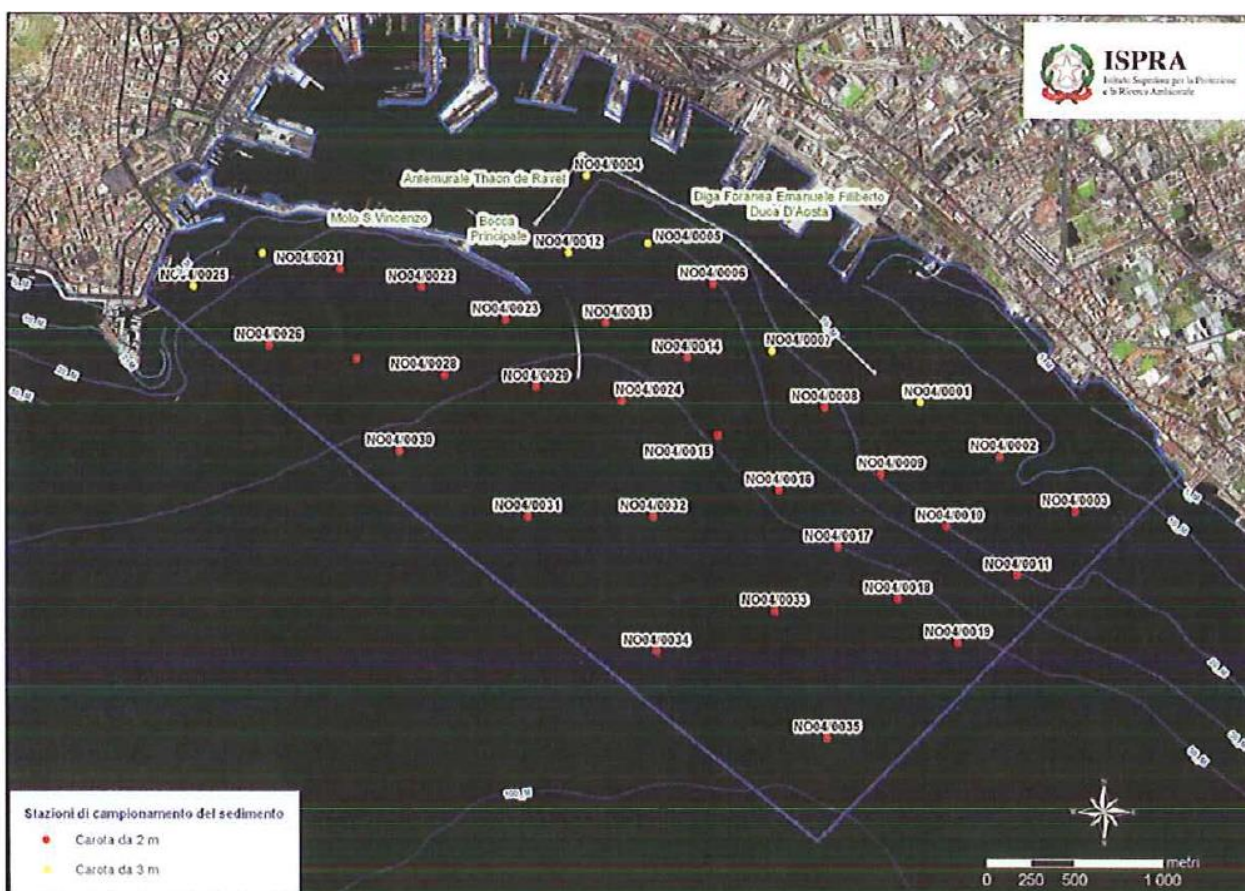 ISPRA
Istituto Superiore per la Protezione
e la Ricerca Ambientale
NO04/0004
Antemurale Thaon de Ravel
Diga Foranea Emanuele Filiberto
Duca D'Aosta
Molo S.Vincenzo
Bocca
Principale
NO04/0012
NO04/0005
NO04/0021
NO04/0025
NO04/0022
NO04/0006
NO04/0023
NO04/0013
NO04/0026
NO04/0014
NO04/0007
NO04/0028
NO04/0029
NO04/0024
NO04/0008
NO04/0001
NO04/0030
NO04/0015
NO04/0002
NO04/0009
NO04/0016
NO04/0031
NO04/0032
NO04/0003
NO04/0010
NO04/0017
NO04/0011
NO04/0018
NO04/0033
NO04/0019
NO04/0034
NO04/0035
100_M
Stazioni di campionamento del sedimento
Carota da 2 m
Carota da 3 m
metri
0 250 500 1 000